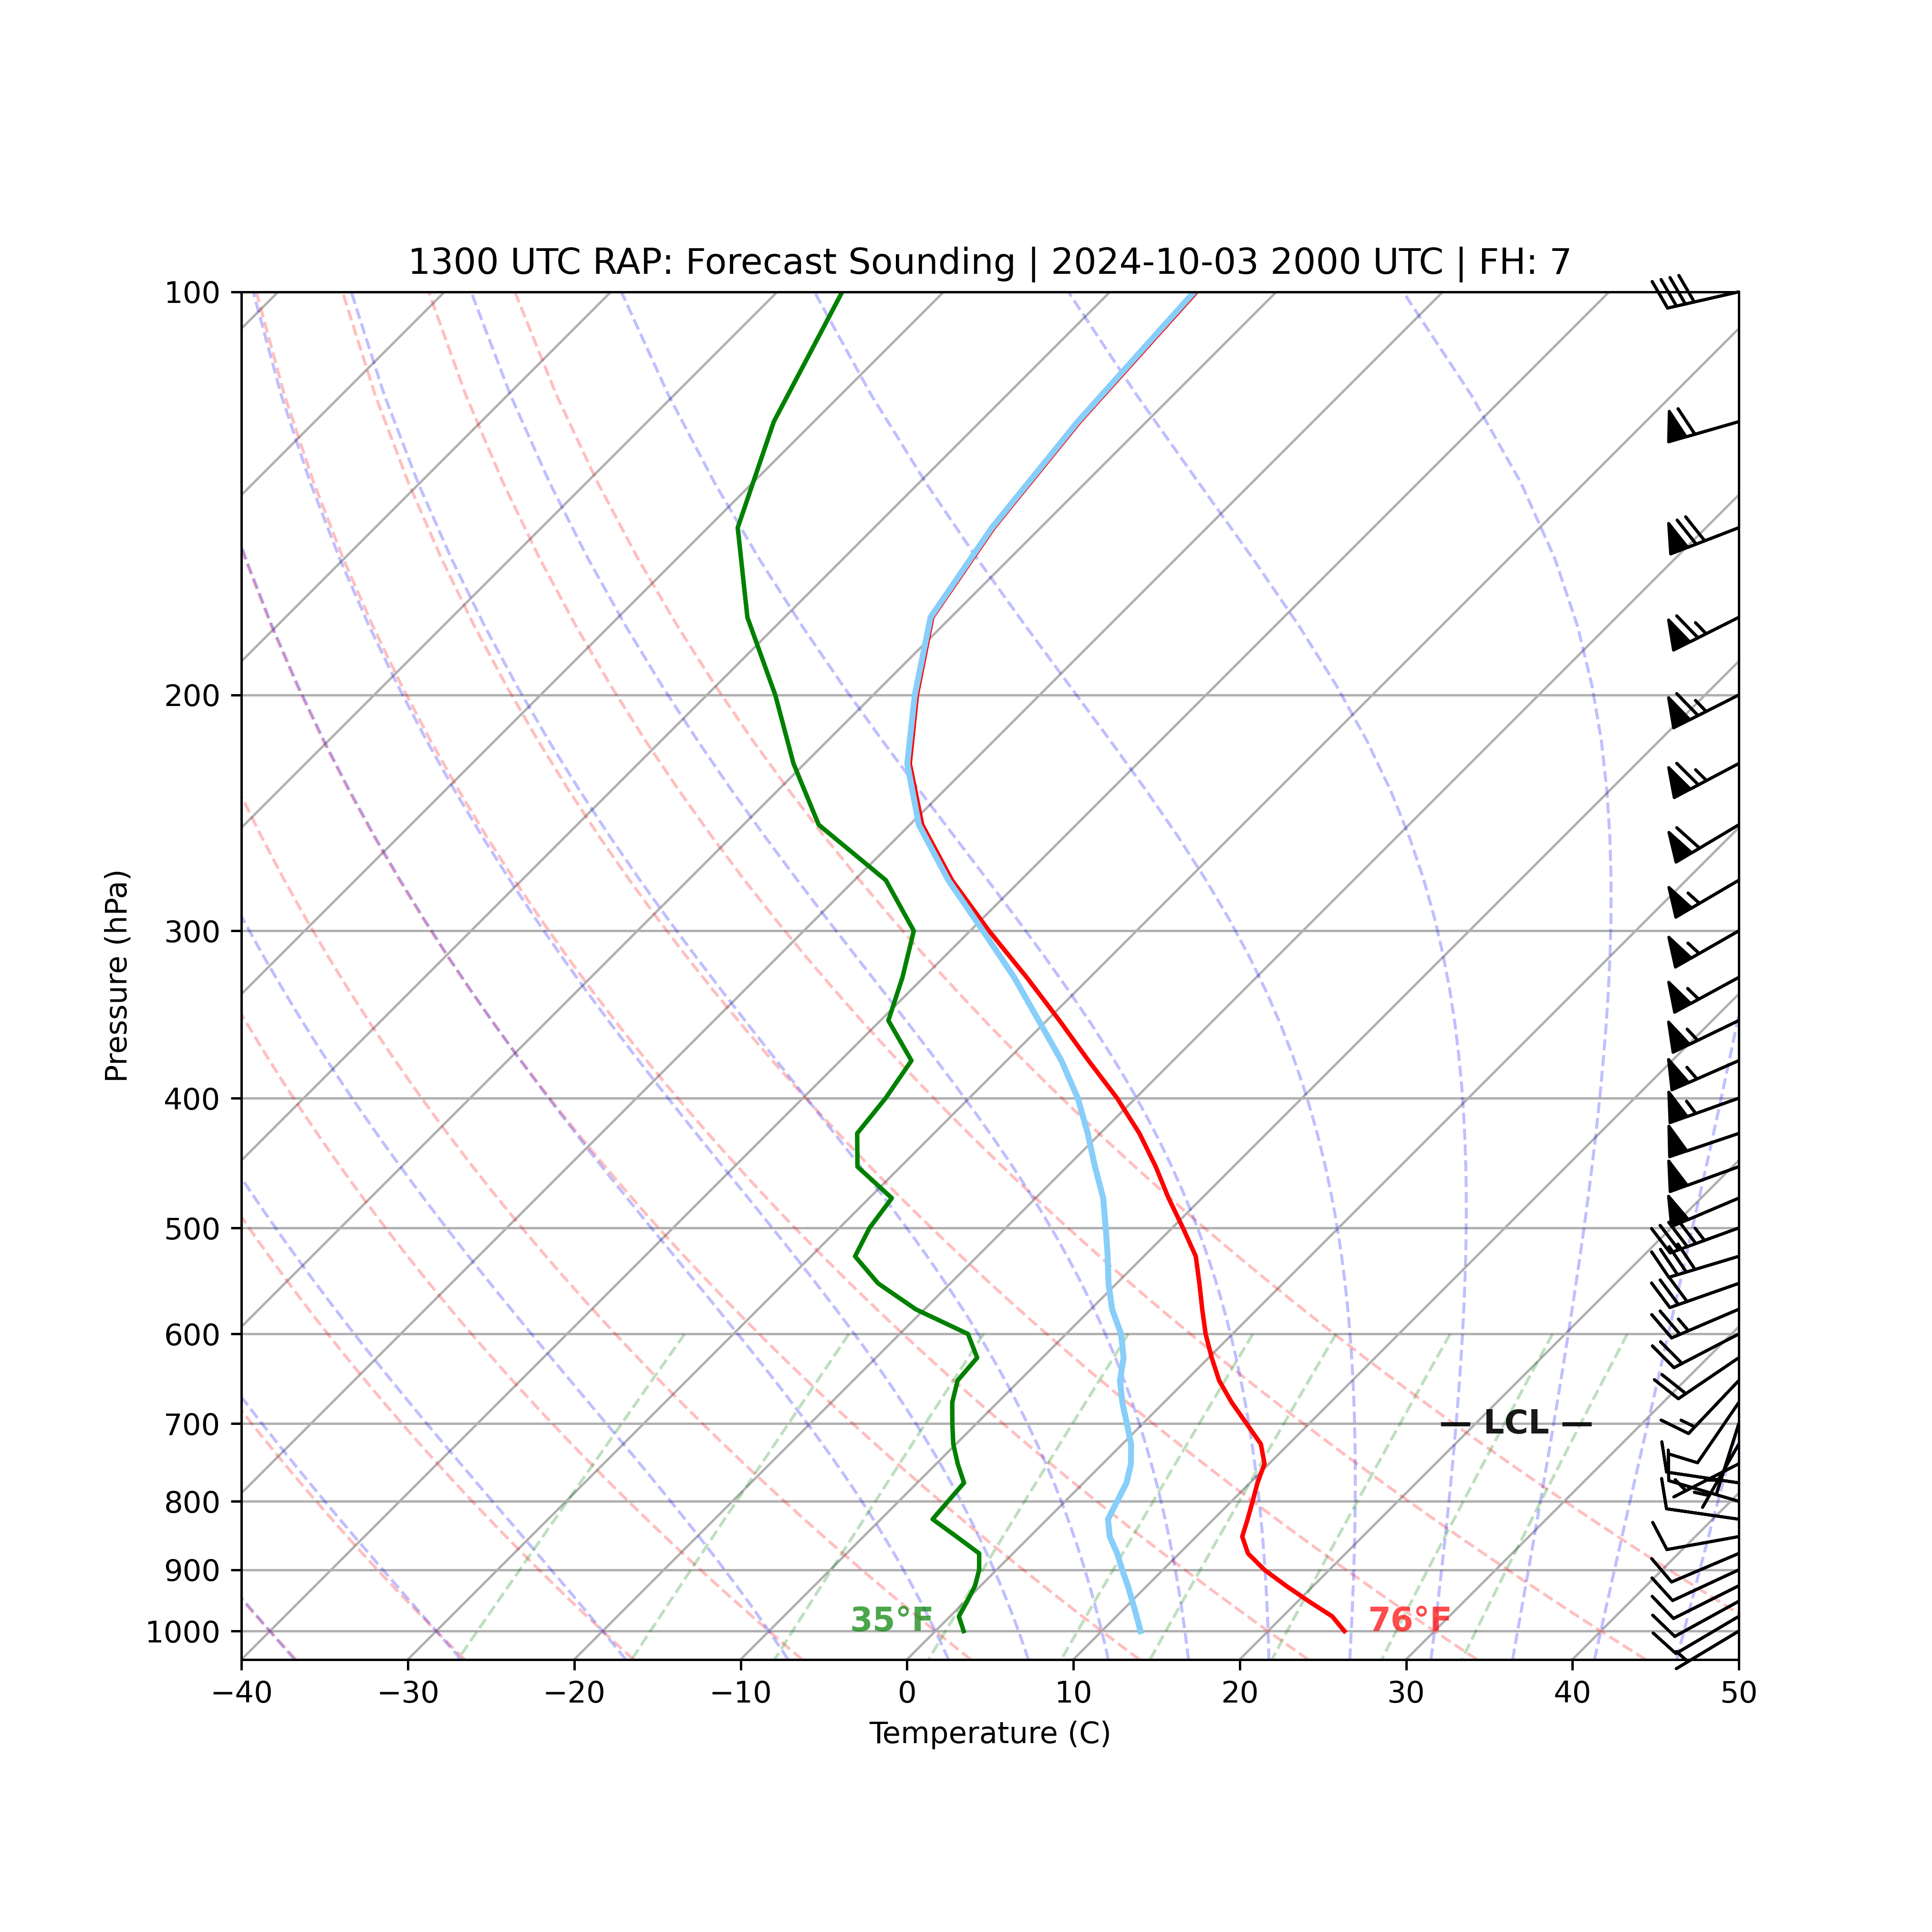 1300 UTC RAP: Forecast Sounding | 2024-10-03 2000 UTC | FH: 7
100
200
300
Pressure (hPa)
400
500
600
700
— LCL —
800
900
35°F
76°F
1000
−40 −30 −20 −10 0 10 20 30 40 50
Temperature (C)